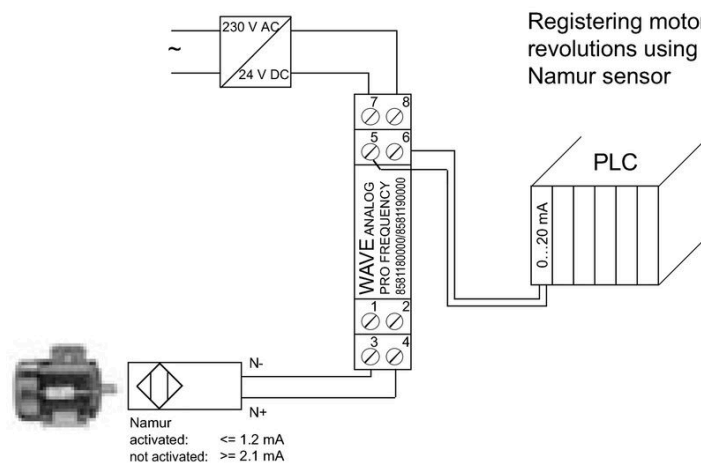 230 V AC
~
24 V DC
Registering motor
revolutions using
Namur sensor
7 8
5 6
WAVE ANALOG
PRO FREQUENCY
8581180000/8581190000
1 2
3 4
PLC
0...20 mA
N-
N+
Namur
activated: <= 1.2 mA
not activated: >= 2.1 mA